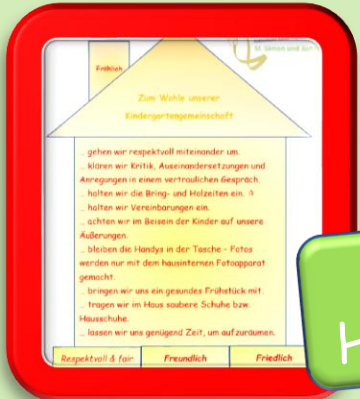 St. Simon und Jud
Fröhlich
Zum Wohle unserer
Kindergartengemeinschaft
… gehen wir respektvoll miteinander um.
… klären wir Kritik, Auseinandersetzungen und
Anregungen in einem vertraulichen Gespräch.
… halten wir die Bring- und Holzeiten ein.
… halten wir Vereinbarungen ein.
… achten wir im Beisein der Kinder auf unsere
Äußerungen.
… bleiben die Handys in der Tasche – Fotos
werden nur mit dem hausinternen Fotoapparat
gemacht.
… bringen wir uns ein gesundes Frühstück mit.
… tragen wir im Haus saubere Schuhe bzw.
Hausschuhe.
… lassen wir uns genügend Zeit, um aufzuräumen.
Respektvoll & fair Freundlich Friedlich
H